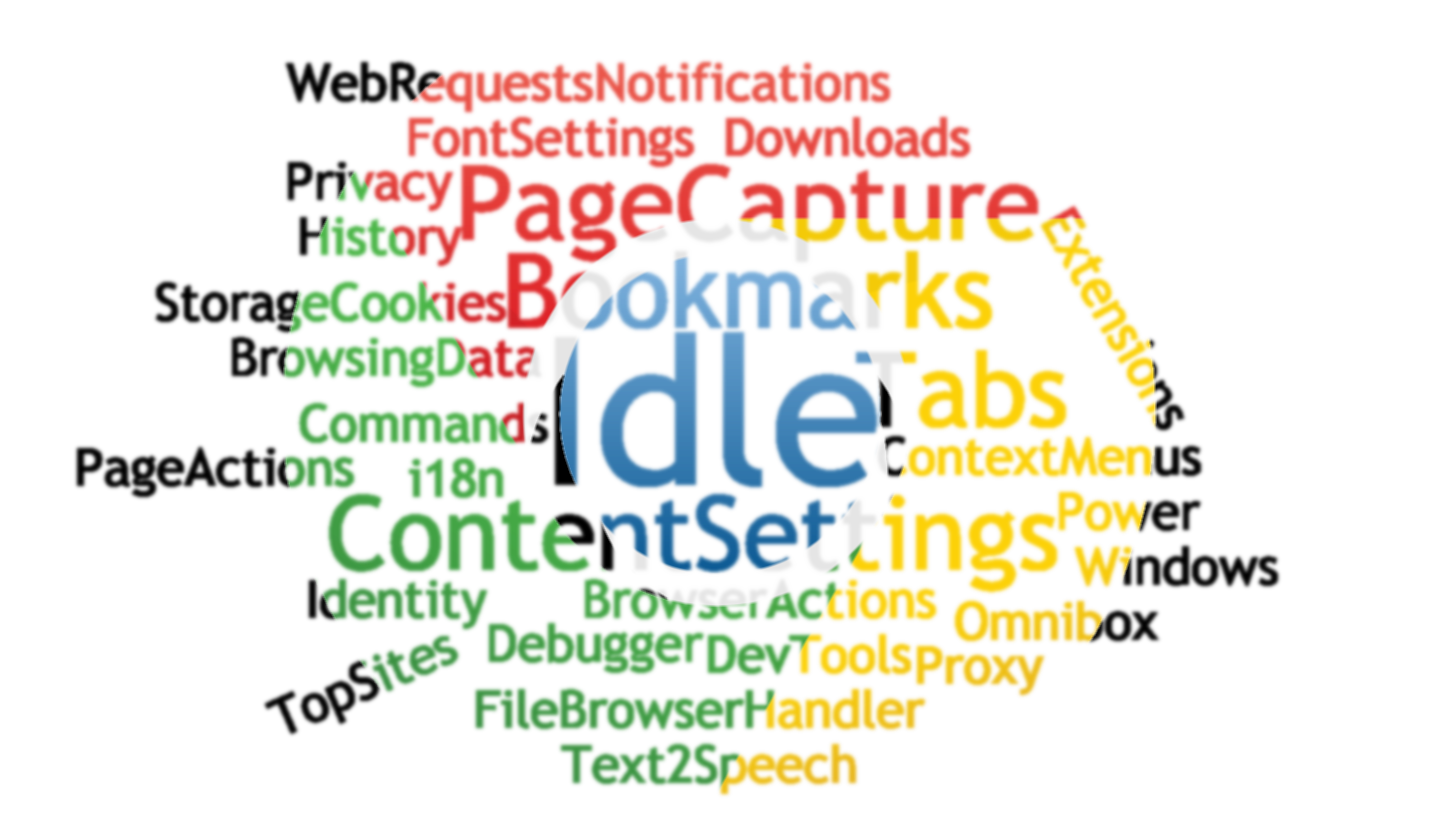 WebRequestsNotifications
FontSettings Downloads
Privacy PageCapture
History
Extensions
StorageCookies Bookmarks
BrowsingData
Idle Tabs
Commands
PageActions i18n ContextMenus
ContentSettings Power
Windows
Identity BrowserActions Omnibox
TopSites Debugger DevTools Proxy
FileBrowserHandler
Text2Speech